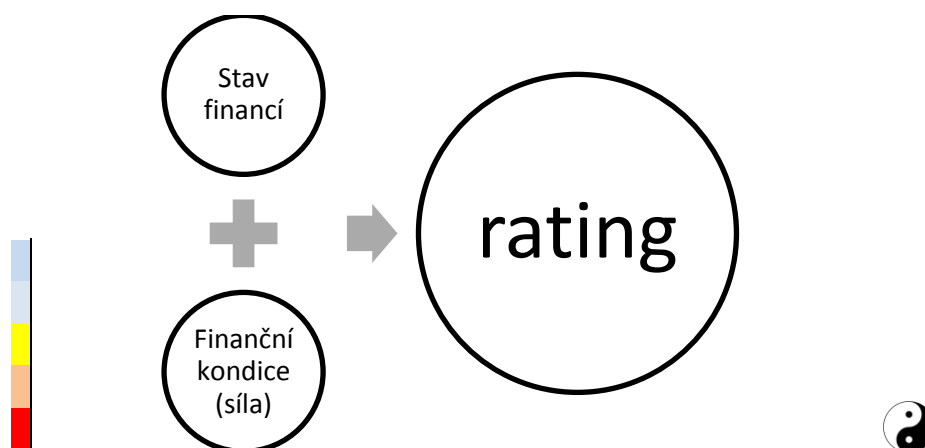 Stav
financí
rating
Finanční
kondice
(síla)